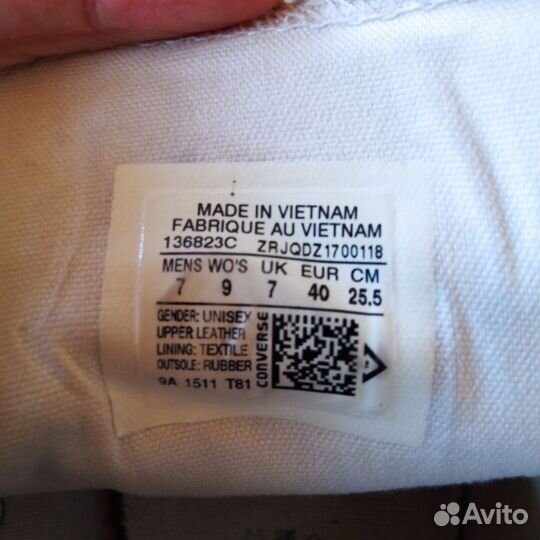 MADE IN VIETNAM
FABRIQUE AU VIETNAM
136823C ZRJQDZ1700118
MENS WO'S UK EUR CM
7 9 7 40 25.5
GENDER: UNISEX
UPPER: LEATHER
LINING: TEXTILE
OUTSOLE: RUBBER
9A 1511 T81
CONVERSE
Avito